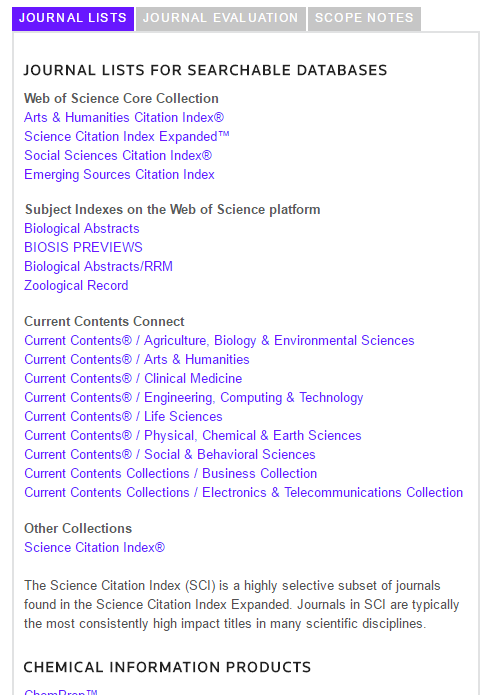 JOURNAL LISTS JOURNAL EVALUATION SCOPE NOTES
JOURNAL LISTS FOR SEARCHABLE DATABASES
Web of Science Core Collection
Arts & Humanities Citation Index®
Science Citation Index Expanded™
Social Sciences Citation Index®
Emerging Sources Citation Index
Subject Indexes on the Web of Science platform
Biological Abstracts
BIOSIS PREVIEWS
Biological Abstracts/RRM
Zoological Record
Current Contents Connect
Current Contents® / Agriculture, Biology & Environmental Sciences
Current Contents® / Arts & Humanities
Current Contents® / Clinical Medicine
Current Contents® / Engineering, Computing & Technology
Current Contents® / Life Sciences
Current Contents® / Physical, Chemical & Earth Sciences
Current Contents® / Social & Behavioral Sciences
Current Contents Collections / Business Collection
Current Contents Collections / Electronics & Telecommunications Collection
Other Collections
Science Citation Index®
The Science Citation Index (SCI) is a highly selective subset of journals
found in the Science Citation Index Expanded. Journals in SCI are typically
the most consistently high impact titles in many scientific disciplines.
CHEMICAL INFORMATION PRODUCTS